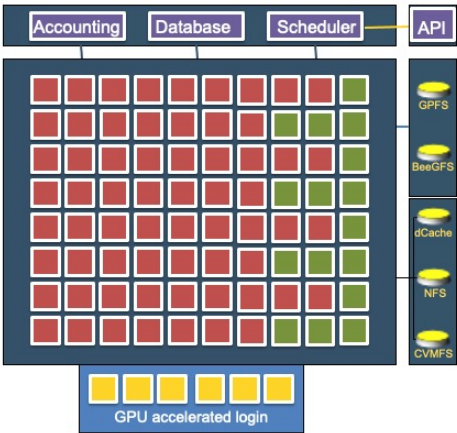 Accounting
Database
Scheduler
API
GPFS
BeeGFS
dCache
NFS
CVMFS
GPU accelerated login